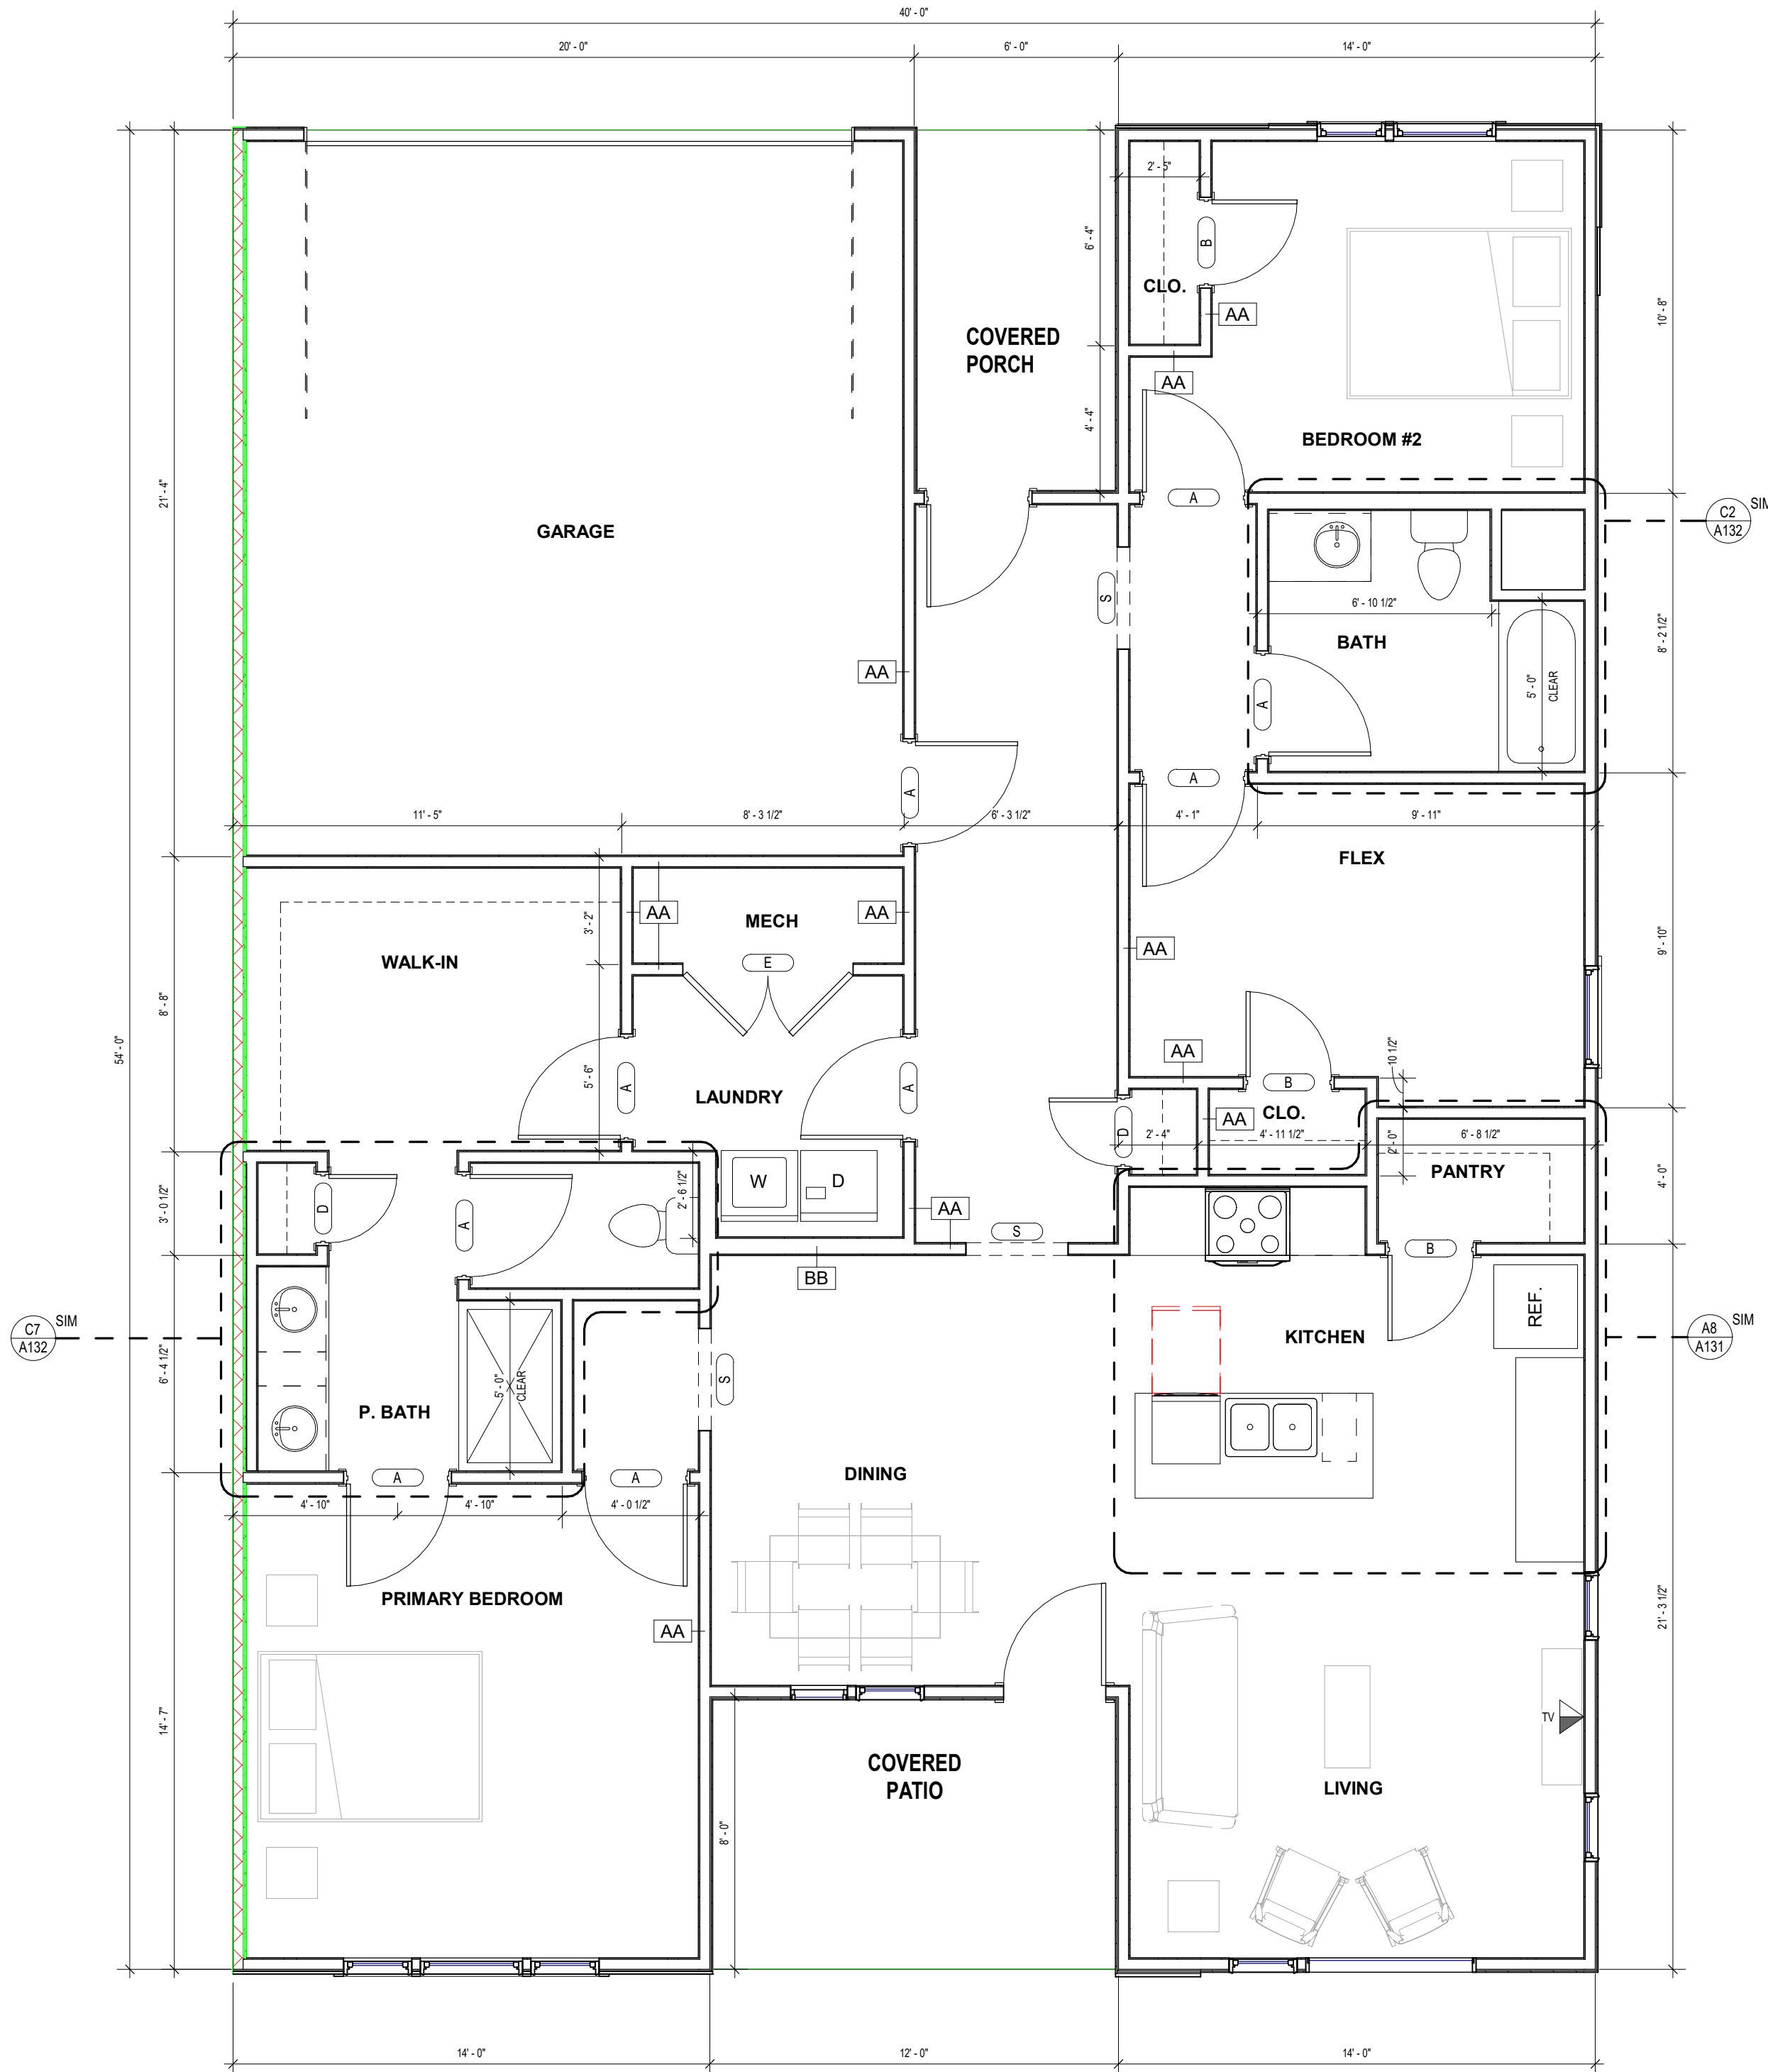 40' - 0"
20' - 0"
6' - 0"
14' - 0"
2' - 5"
6' - 4"
B
CLO.
AA
10' - 8"
COVERED
PORCH
AA
4' - 4"
BEDROOM #2
21' - 4"
A
SIM
C2
A132
GARAGE
S
6' - 10 1/2"
BATH
8' - 2 1/2"
AA
5' - 0"
CLEAR
A
A
A
11' - 5"
8' - 3 1/2"
6' - 3 1/2"
4' - 1"
9' - 11"
FLEX
3' - 2"
AA
MECH
AA
AA
9' - 10"
WALK-IN
E
8' - 8"
54' - 0"
AA
10 1/2"
5' - 6"
A
A
B
LAUNDRY
CLO.
AA
D
2' - 4"
4' - 11 1/2"
6' - 8 1/2"
2' - 0"
PANTRY
4' - 0"
W
D
3' - 0 1/2"
D
2' - 6 1/2"
A
AA
S
B
BB
REF.
SIM
C7
A132
KITCHEN
SIM
A8
A131
6' - 4 1/2"
5' - 0"
CLEAR
S
P. BATH
DINING
A
A
4' - 10"
4' - 10"
4' - 0 1/2"
PRIMARY BEDROOM
AA
21' - 3 1/2"
14' - 7"
TV
COVERED
PATIO
LIVING
8' - 0"
14' - 0"
12' - 0"
14' - 0"